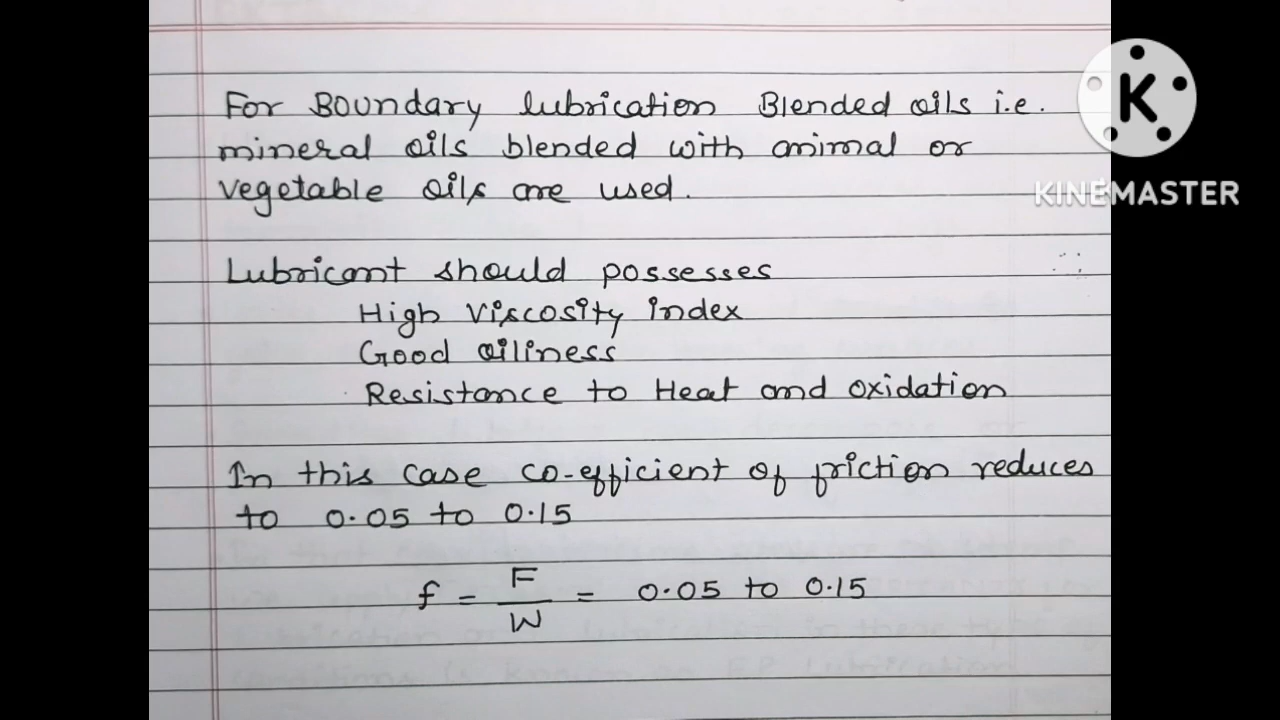 For Boundary lubrication Blended oils i.e.
mineral oils blended with animal or
vegetable oils are used.
Lubricant should possesses
High Viscosity index
Good oiliness
Resistance to Heat and oxidation
In this case co-efficient of friction reduces
to 0.05 to 0.15
f = F/W = 0.05 to 0.15
K
KINEMASTER